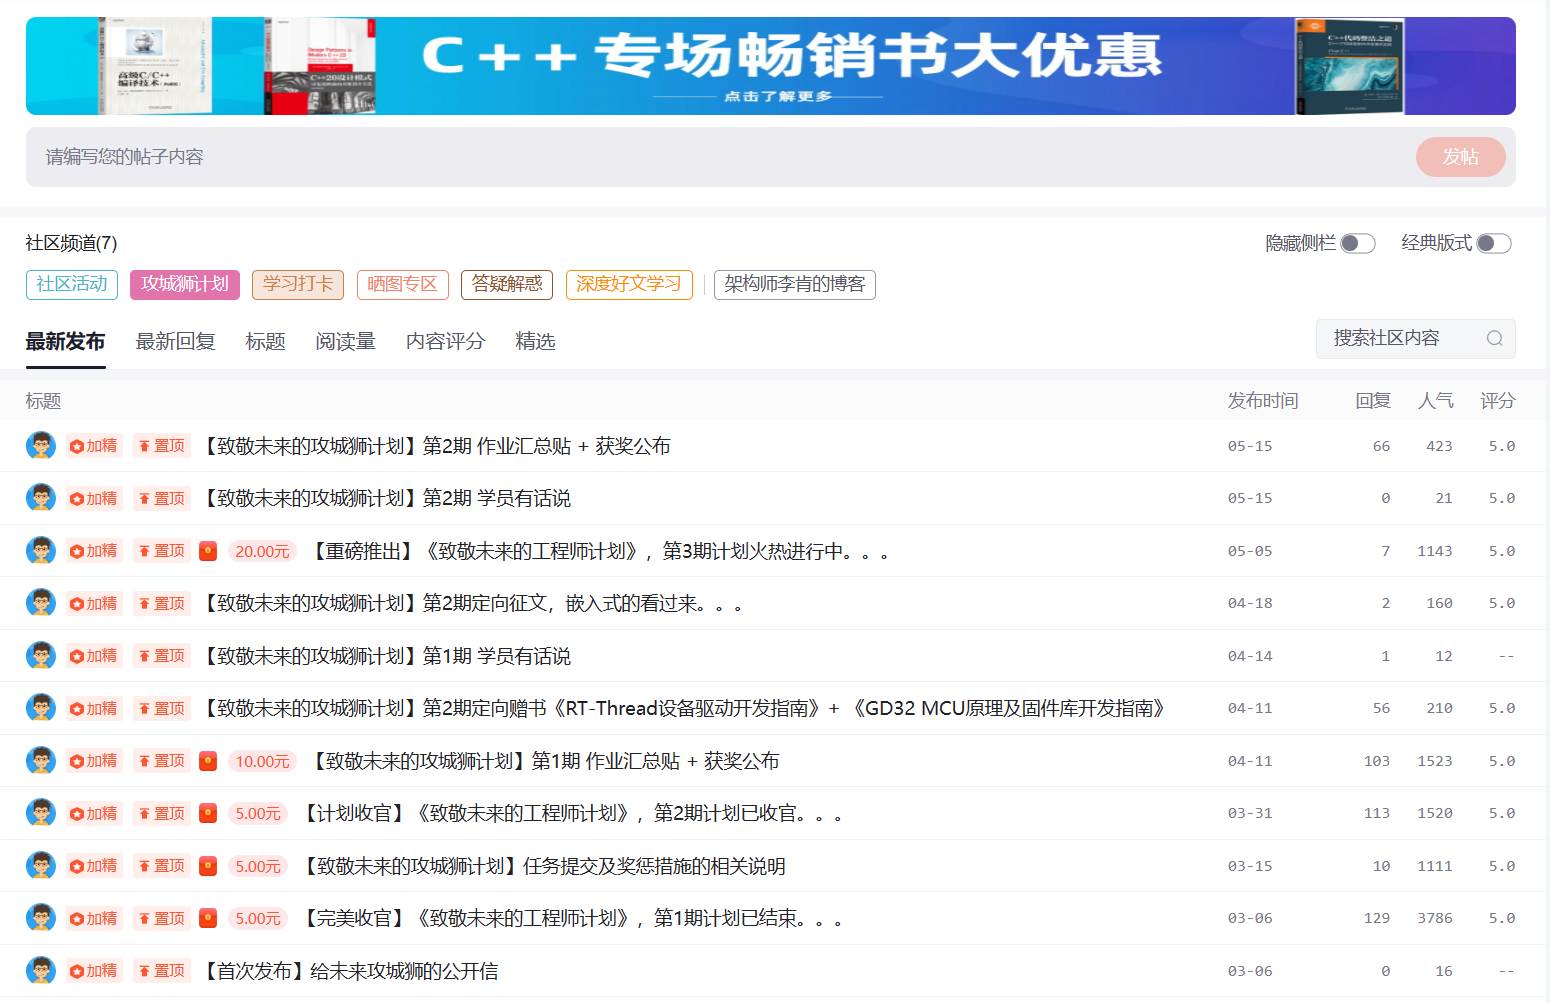 高级C/C++
编译技术
Design Patterns in
Modern C++20
C++20设计模式
C++ 专场畅销书大优惠
点击了解更多
C++代码整洁之道
请编写您的帖子内容
发帖
社区频道(7)
隐藏侧栏
经典版式
社区活动
攻城狮计划
学习打卡
晒图专区
答疑解惑
深度好文学习
架构师李肯的博客
最新发布 最新回复 标题 阅读量 内容评分 精选
搜索社区内容
标题 发布时间 回复 人气 评分
加精 置顶 【致敬未来的攻城狮计划】第2期 作业汇总贴 + 获奖公布 05-15 66 423 5.0
加精 置顶 【致敬未来的攻城狮计划】第2期 学员有话说 05-15 0 21 5.0
加精 置顶 20.00元 【重磅推出】《致敬未来的工程师计划》，第3期计划火热进行中。。。 05-05 7 1143 5.0
加精 置顶 【致敬未来的攻城狮计划】第2期定向征文，嵌入式的看过来。。。 04-18 2 160 5.0
加精 置顶 【致敬未来的攻城狮计划】第1期 学员有话说 04-14 1 12 --
加精 置顶 【致敬未来的攻城狮计划】第2期定向赠书《RT-Thread设备驱动开发指南》+ 《GD32 MCU原理及固件库开发指南》 04-11 56 210 5.0
加精 置顶 10.00元 【致敬未来的攻城狮计划】第1期 作业汇总贴 + 获奖公布 04-11 103 1523 5.0
加精 置顶 5.00元 【计划收官】《致敬未来的工程师计划》，第2期计划已收官。。。 03-31 113 1520 5.0
加精 置顶 5.00元 【致敬未来的攻城狮计划】任务提交及奖惩措施的相关说明 03-15 10 1111 5.0
加精 置顶 5.00元 【完美收官】《致敬未来的工程师计划》，第1期计划已结束。。。 03-06 129 3786 5.0
加精 置顶 【首次发布】给未来攻城狮的公开信 03-06 0 16 --